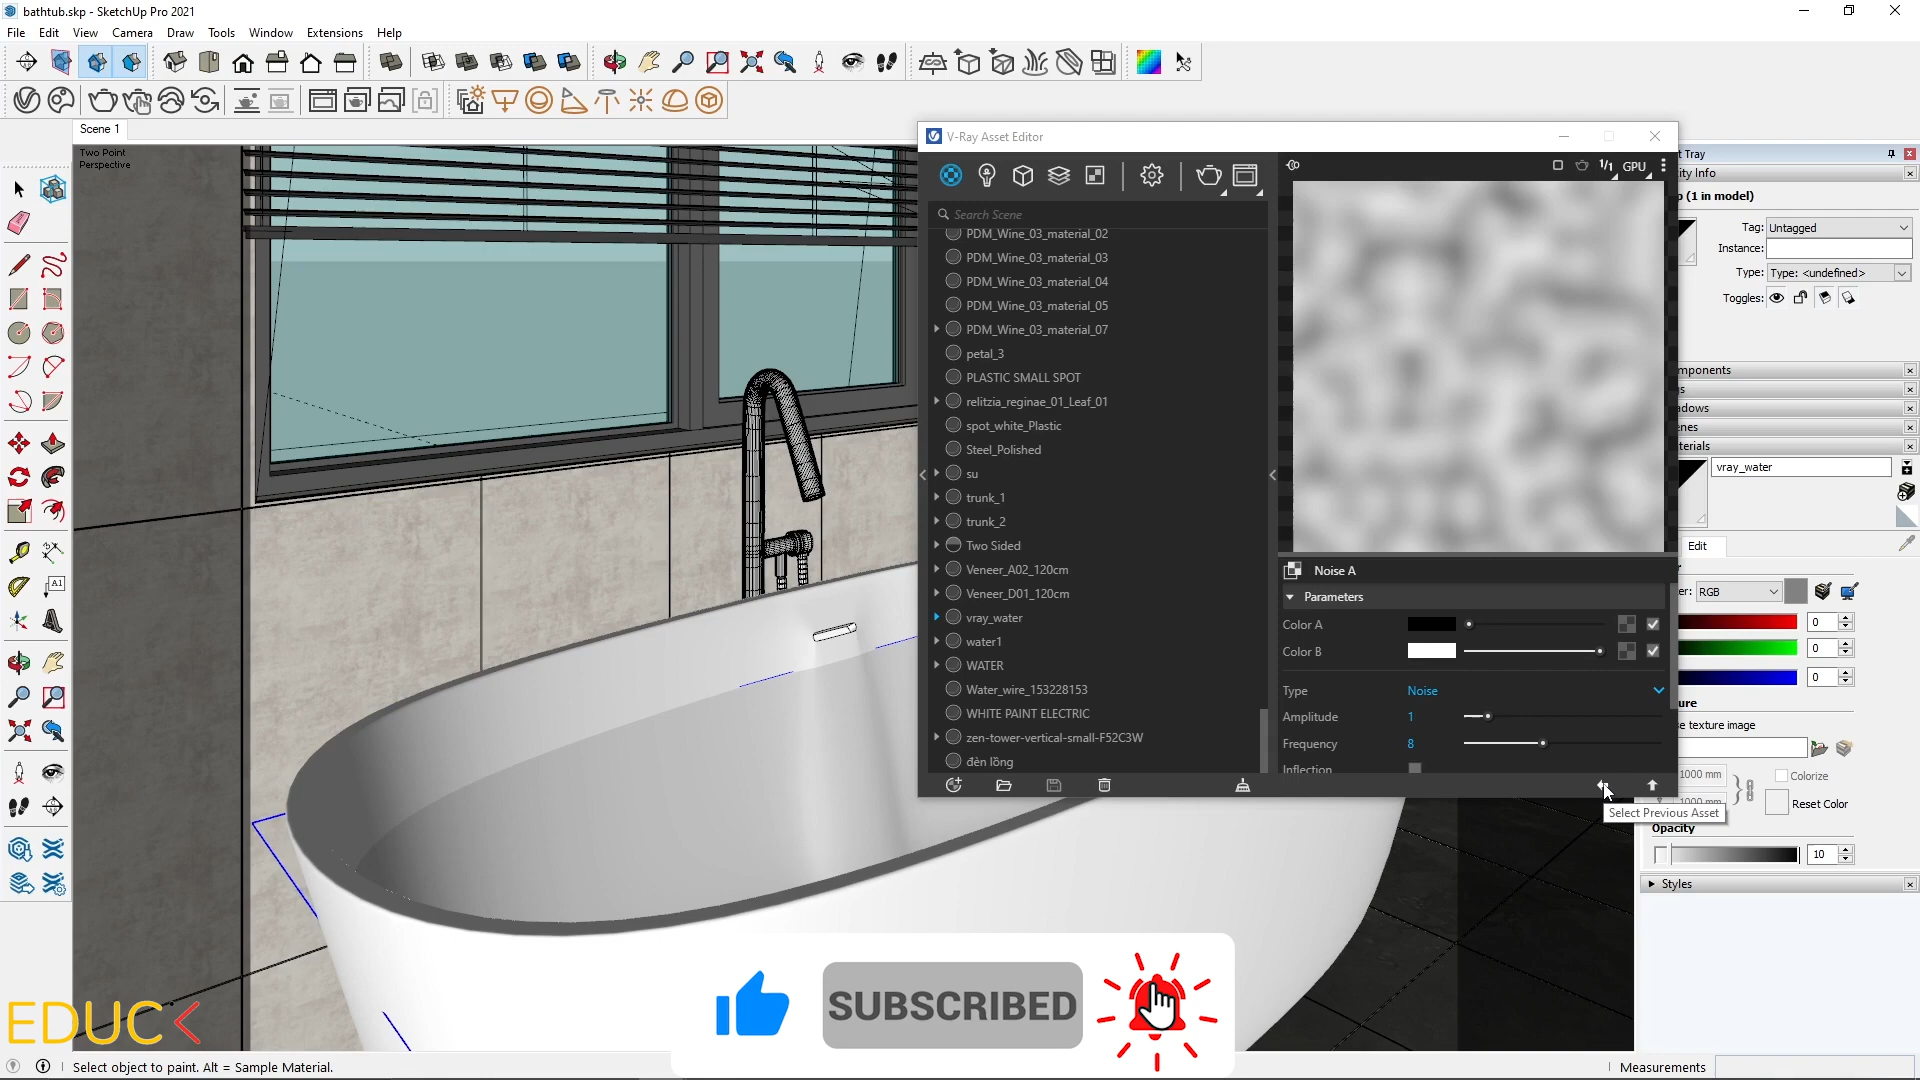 bathtub.skp - SketchUp Pro 2021
File Edit View Camera Draw Tools Window Extensions Help
Scene 1
Two Point
Perspective
V-Ray Asset Editor
Search Scene
PDM_Wine_03_material_02
PDM_Wine_03_material_03
PDM_Wine_03_material_04
PDM_Wine_03_material_05
PDM_Wine_03_material_07
petal_3
PLASTIC SMALL SPOT
relitzia_reginae_01_Leaf_01
spot_white_Plastic
Steel_Polished
su
trunk_1
trunk_2
Two Sided
Veneer_A02_120cm
Veneer_D01_120cm
vray_water
water1
WATER
Water_wire_153228153
WHITE PAINT ELECTRIC
zen-tower-vertical-small-F52C3W
đèn lồng
1/1 GPU
Noise A
Parameters
Color A
Color B
Type Noise
Amplitude 1
Frequency 8
Inflection
Select Previous Asset
t Tray
ity Info
p (1 in model)
Tag: Untagged
Instance:
Type: Type: <undefined>
Toggles:
mponents
s
adows
enes
terials
vray_water
Edit
er: RGB
0
0
0
ure
e texture image
1000 mm Colorize
1000 mm Reset Color
Opacity
10
Styles
A1
EDUC
SUBSCRIBED
Select object to paint. Alt = Sample Material.
Measurements